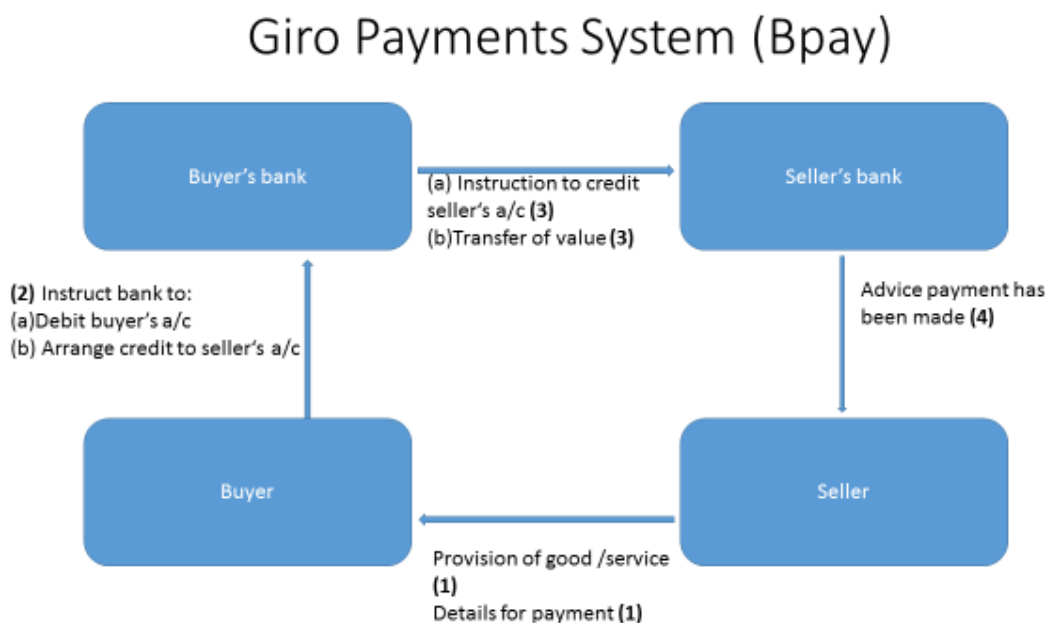 Giro Payments System (Bpay)
Buyer's bank
Seller's bank
(a) Instruction to credit
seller's a/c (3)
(b)Transfer of value (3)
(2) Instruct bank to:
(a)Debit buyer's a/c
(b) Arrange credit to seller's a/c
Advice payment has
been made (4)
Buyer
Seller
Provision of good /service
(1)
Details for payment (1)